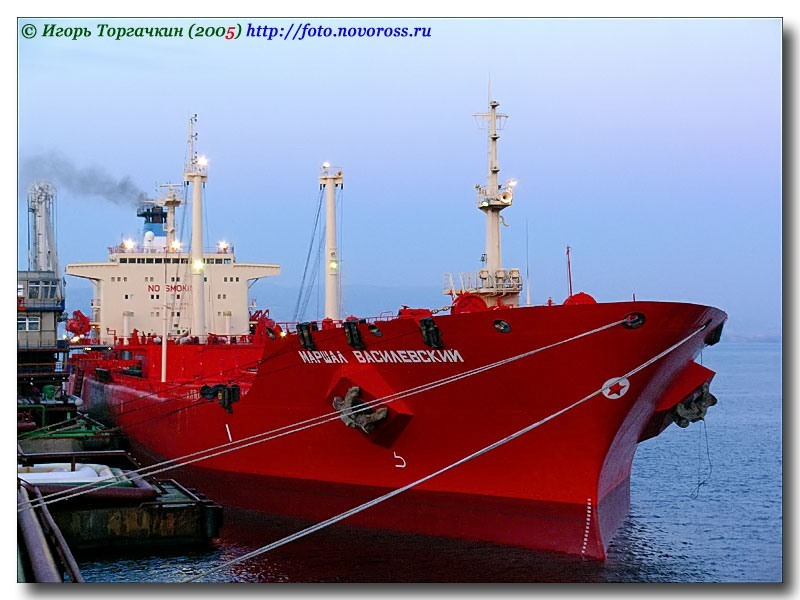 © Игорь Торгачкин (2005) http://foto.novoross.ru
NO SMOKING
МАРШАЛ ВАСИЛЕВСКИЙ